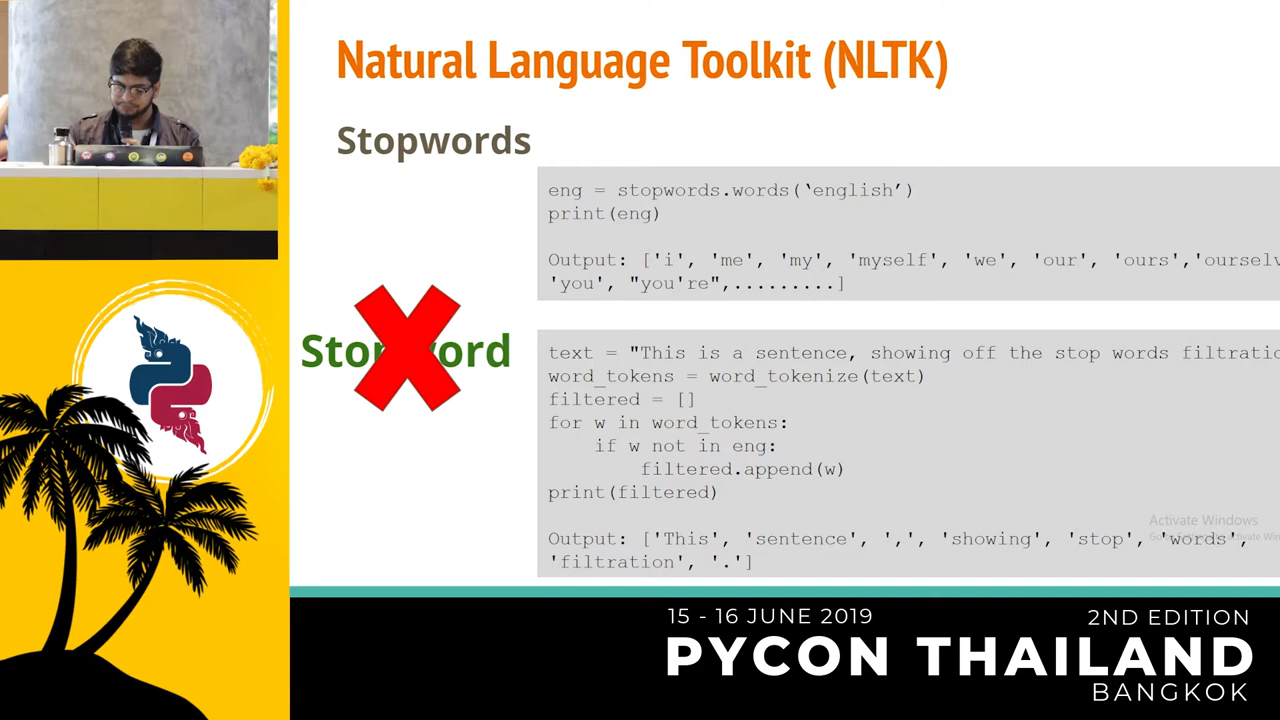 Natural Language Toolkit (NLTK)
Stopwords
eng = stopwords.words(‘english’)
print(eng)
Output: ['i', 'me', 'my', 'myself', 'we', 'our', 'ours','ourselv
'you', "you're",.........]
text = "This is a sentence, showing off the stop words filtratio
word_tokens = word_tokenize(text)
filtered = []
for w in word_tokens:
if w not in eng:
filtered.append(w)
print(filtered)
Output: ['This', 'sentence', ',', 'showing', 'stop', 'words',
'filtration', '.']
Activate Windows
15 - 16 JUNE 2019
2ND EDITION
PYCON THAILAND
BANGKOK